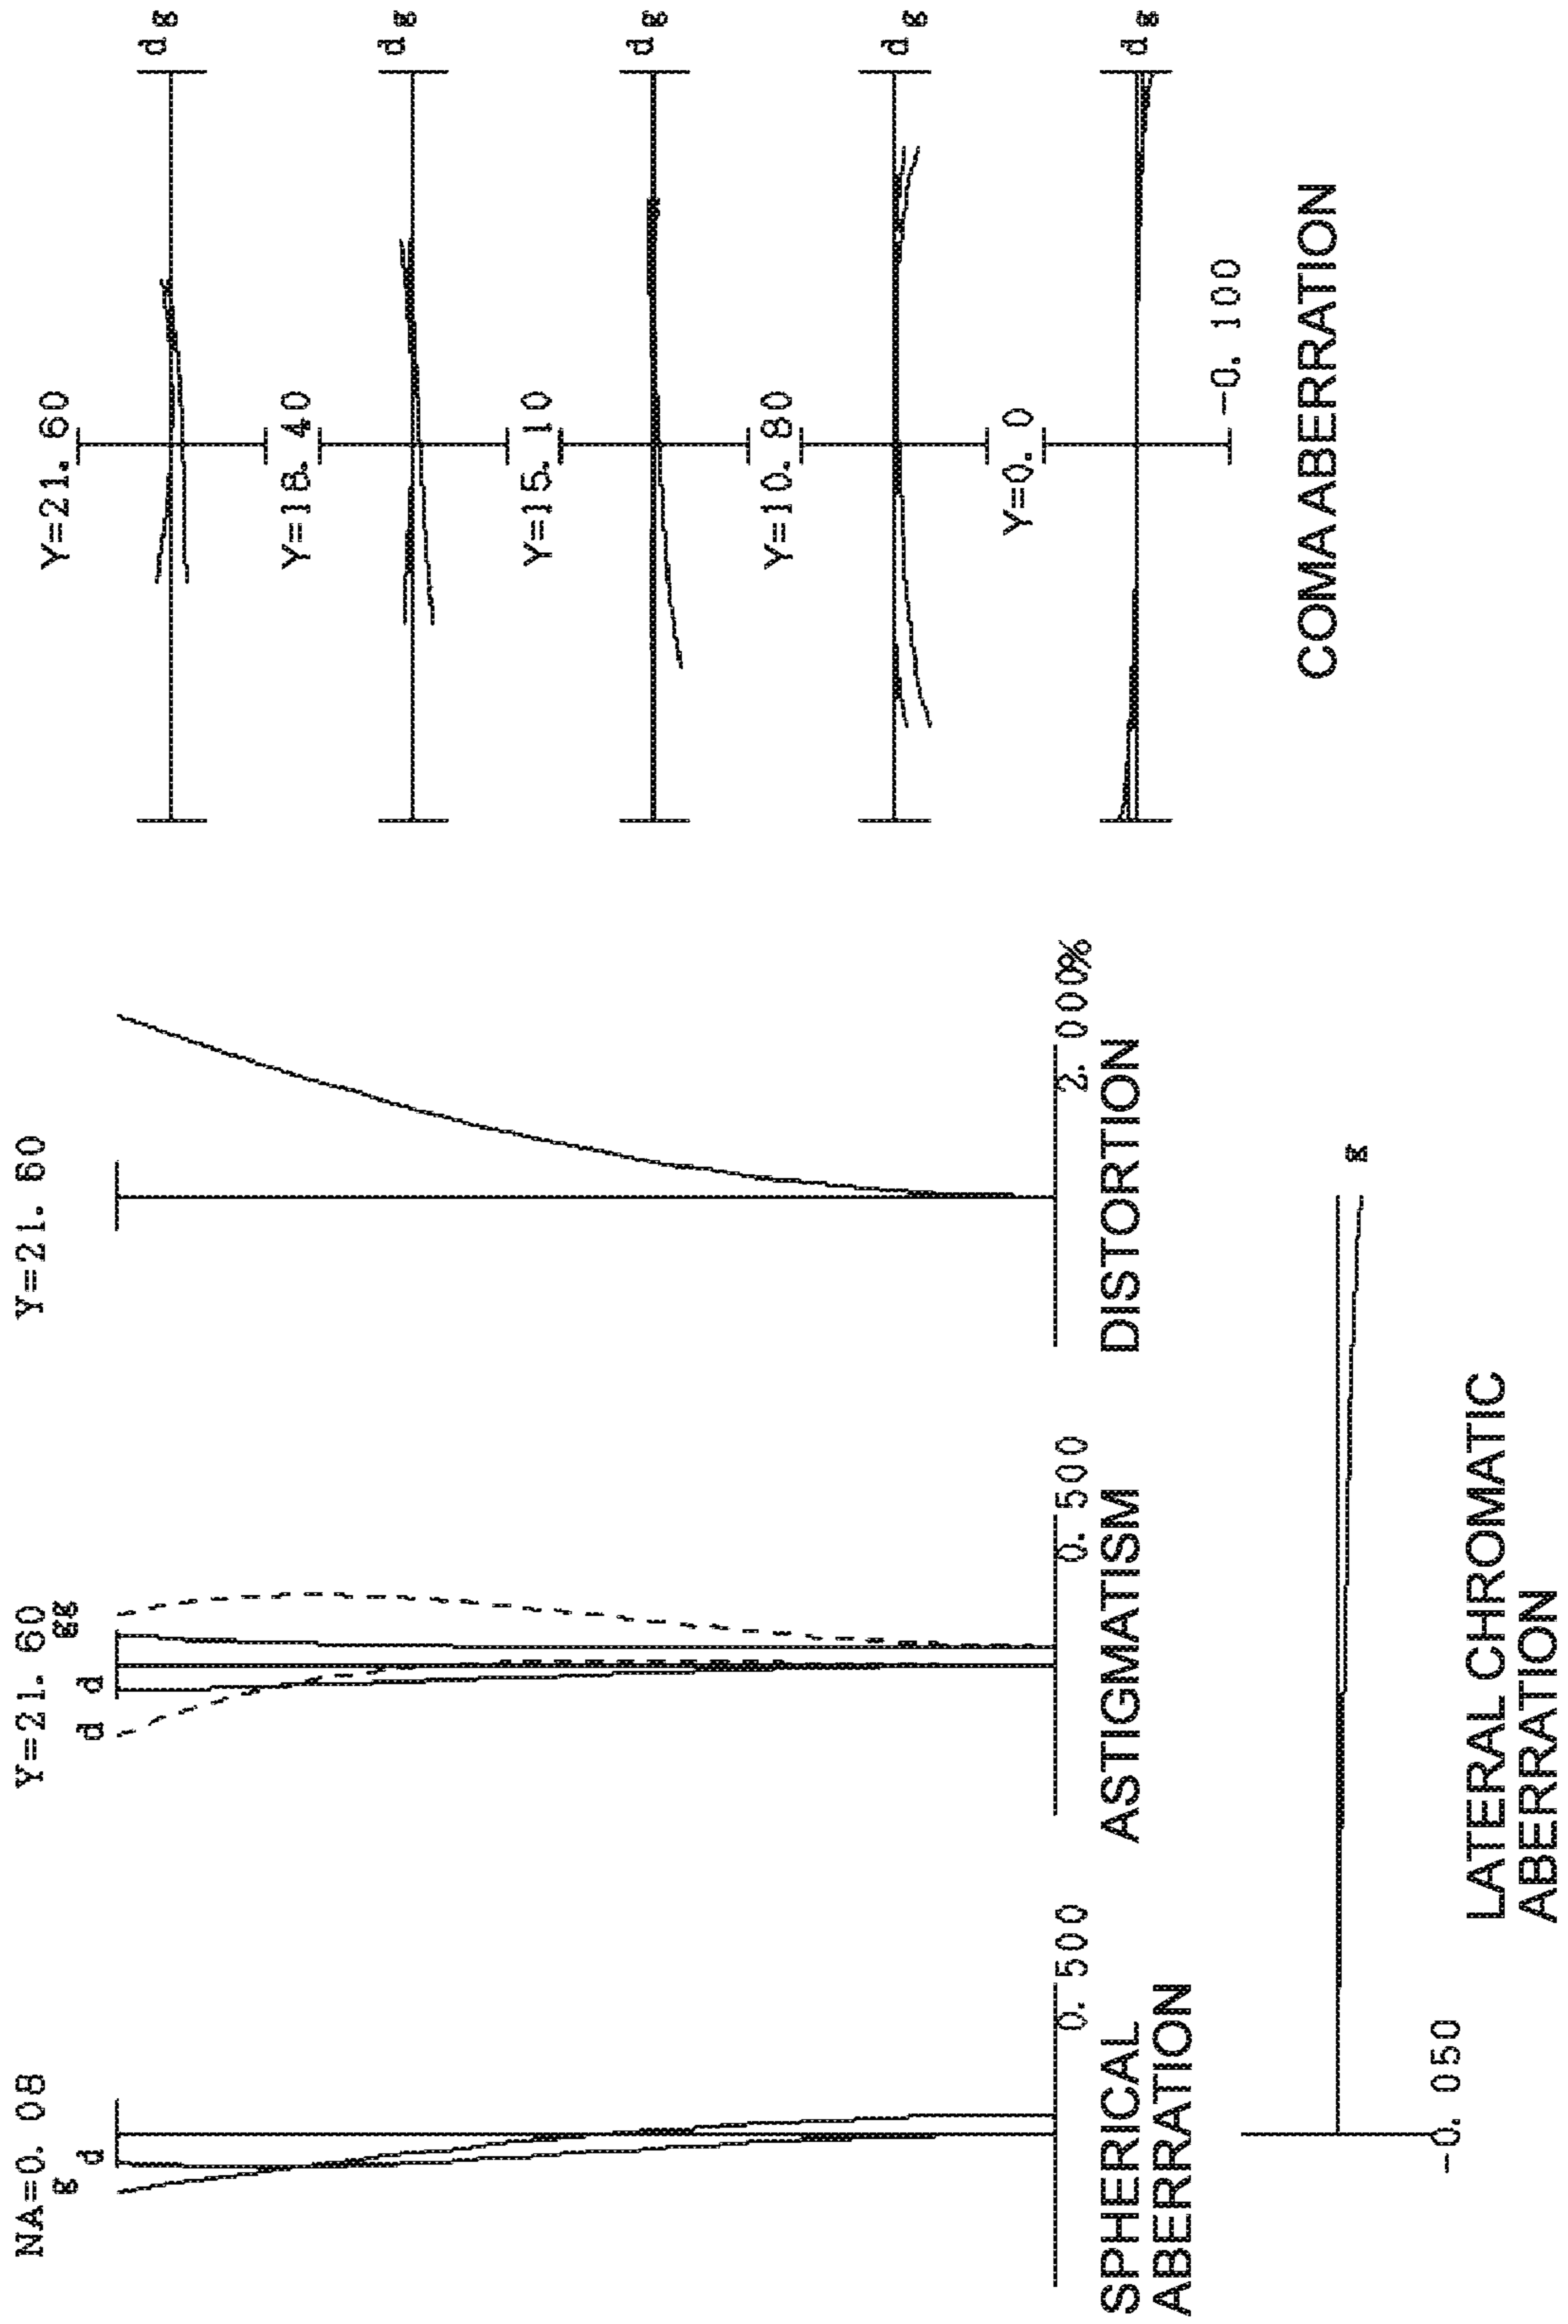 NA=0. 08
g
d
0. 500
SPHERICAL
ABERRATION
Y=21. 60
d
d
gg
0. 500
ASTIGMATISM
Y=21. 60
2. 000%
DISTORTION
Y=21. 60
d
g
Y=18. 40
d
g
Y=15. 10
d
g
Y=10. 80
d
g
Y=0. 0
d
g
-0. 100
COMA ABERRATION
g
-0. 050
LATERAL CHROMATIC
ABERRATION